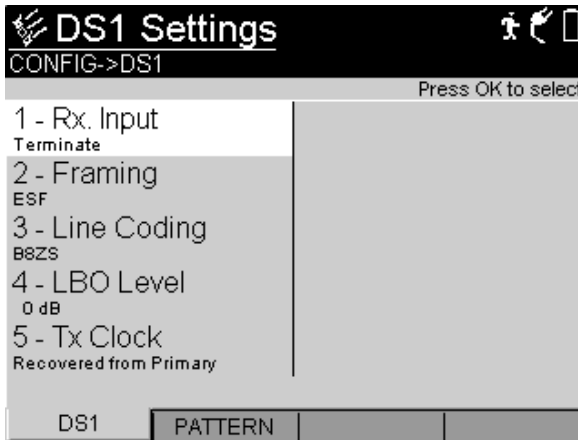 DS1 Settings
CONFIG->DS1
Press OK to select
1 - Rx. Input
Terminate
2 - Framing
ESF
3 - Line Coding
B8ZS
4 - LBO Level
0 dB
5 - Tx Clock
Recovered from Primary
DS1 PATTERN